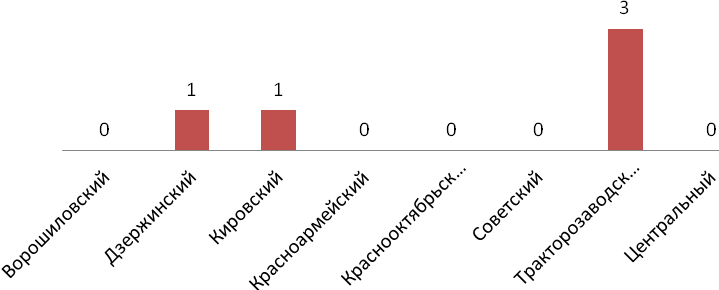 3
1
1
0
0
0
0
0
Ворошиловский
Дзержинский
Кировский
Красноармейский
Краснооктябрьск...
Советский
Тракторозаводск...
Центральный